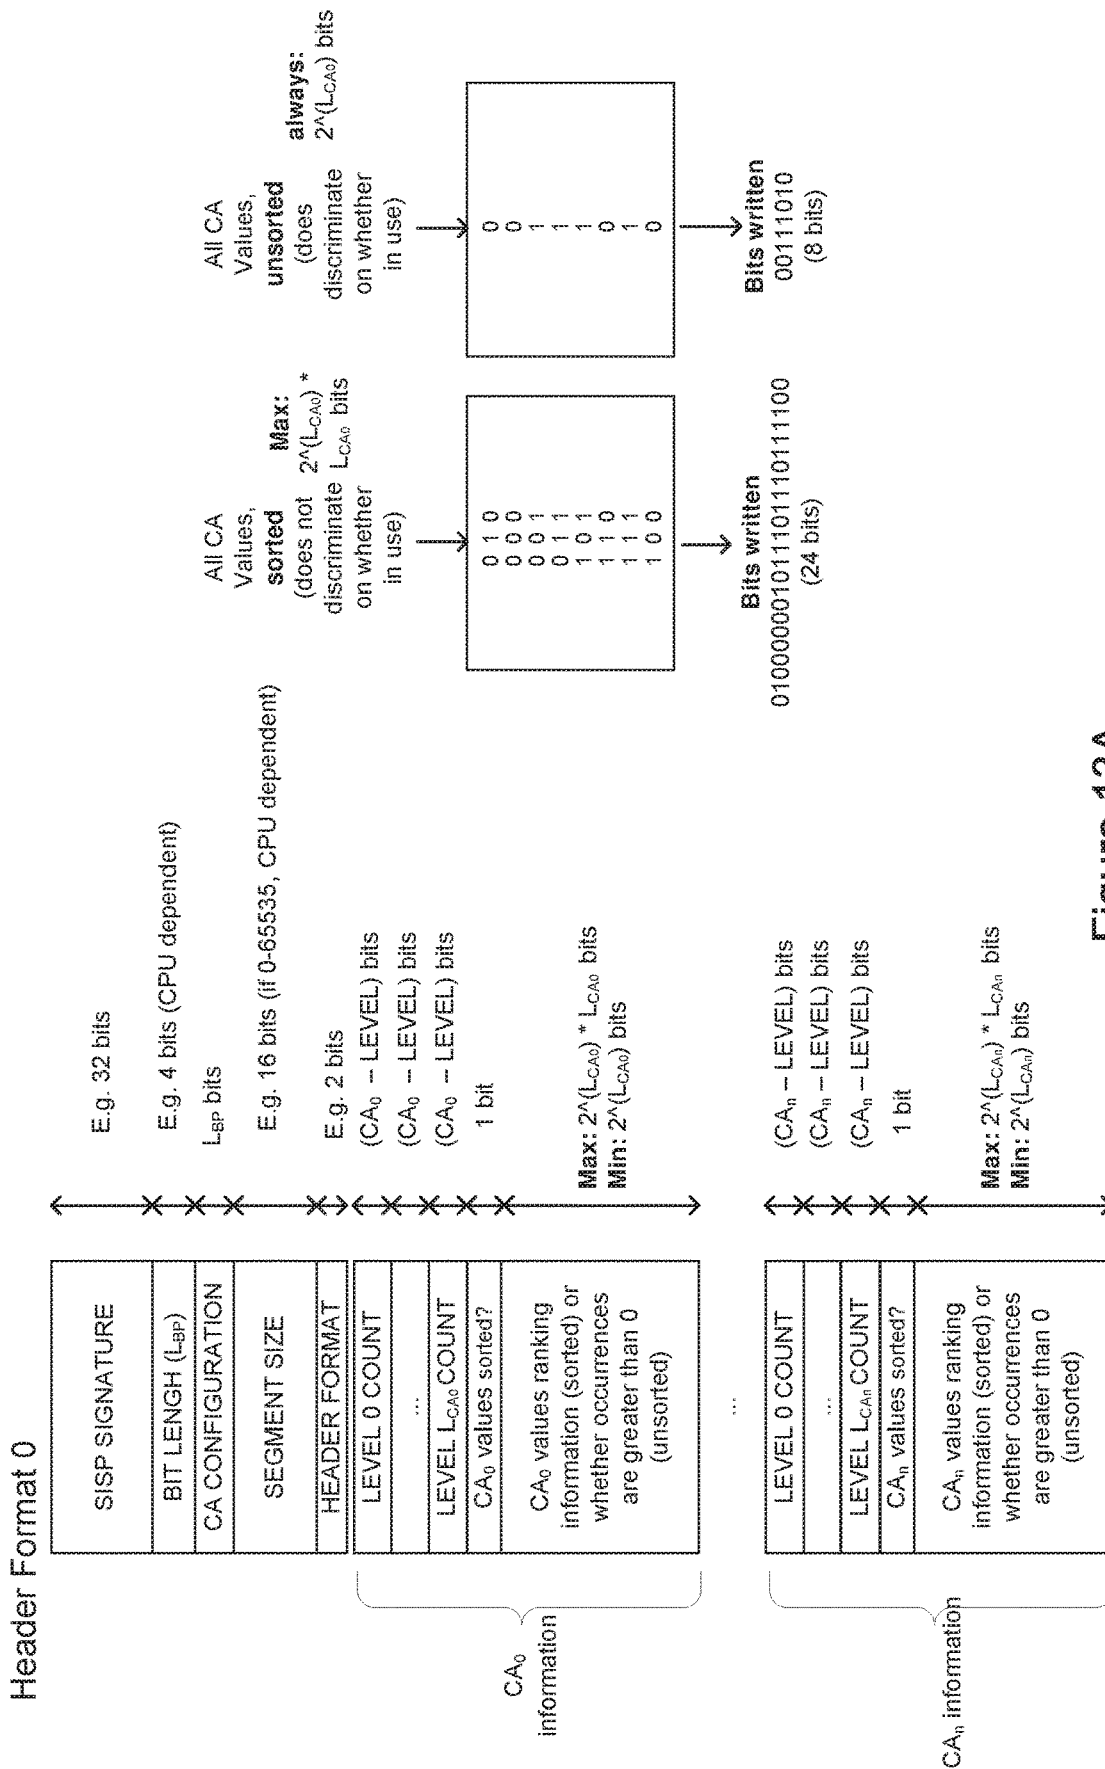 Header Format 0
SISP SIGNATURE
E.g. 32 bits
BIT LENGH (L_BP)
E.g. 4 bits (CPU dependent)
CA CONFIGURATION
L_BP bits
SEGMENT SIZE
E.g. 16 bits (if 0-65535, CPU dependent)
HEADER FORMAT
E.g. 2 bits
CA₀
information
LEVEL 0 COUNT
(CA₀ – LEVEL) bits
...
(CA₀ – LEVEL) bits
LEVEL L_CA0 COUNT
(CA₀ – LEVEL) bits
CA₀ values sorted?
1 bit
CA₀ values ranking
information (sorted) or
whether occurrences
are greater than 0
(unsorted)
Max: 2^(L_CA0) * L_CA0 bits
Min: 2^(L_CA0) bits
...
CAₙ information
LEVEL 0 COUNT
(CAₙ – LEVEL) bits
...
(CAₙ – LEVEL) bits
LEVEL L_CAn COUNT
(CAₙ – LEVEL) bits
CAₙ values sorted?
1 bit
CAₙ values ranking
information (sorted) or
whether occurrences
are greater than 0
(unsorted)
Max: 2^(L_CAn) * L_CAn bits
Min: 2^(L_CAn) bits
All CA
Values,
sorted
(does not
discriminate
on whether
in use)
Max:
2^(L_CA0) *
L_CA0 bits
0 1 0
0 0 0
0 0 1
0 1 1
1 0 1
1 1 0
1 1 1
1 0 0
Bits written
010000001011101110111100
(24 bits)
All CA
Values,
unsorted
(does
discriminate
on whether
in use)
always:
2^(L_CA0) bits
0
0
1
1
1
0
1
0
Bits written
00111010
(8 bits)